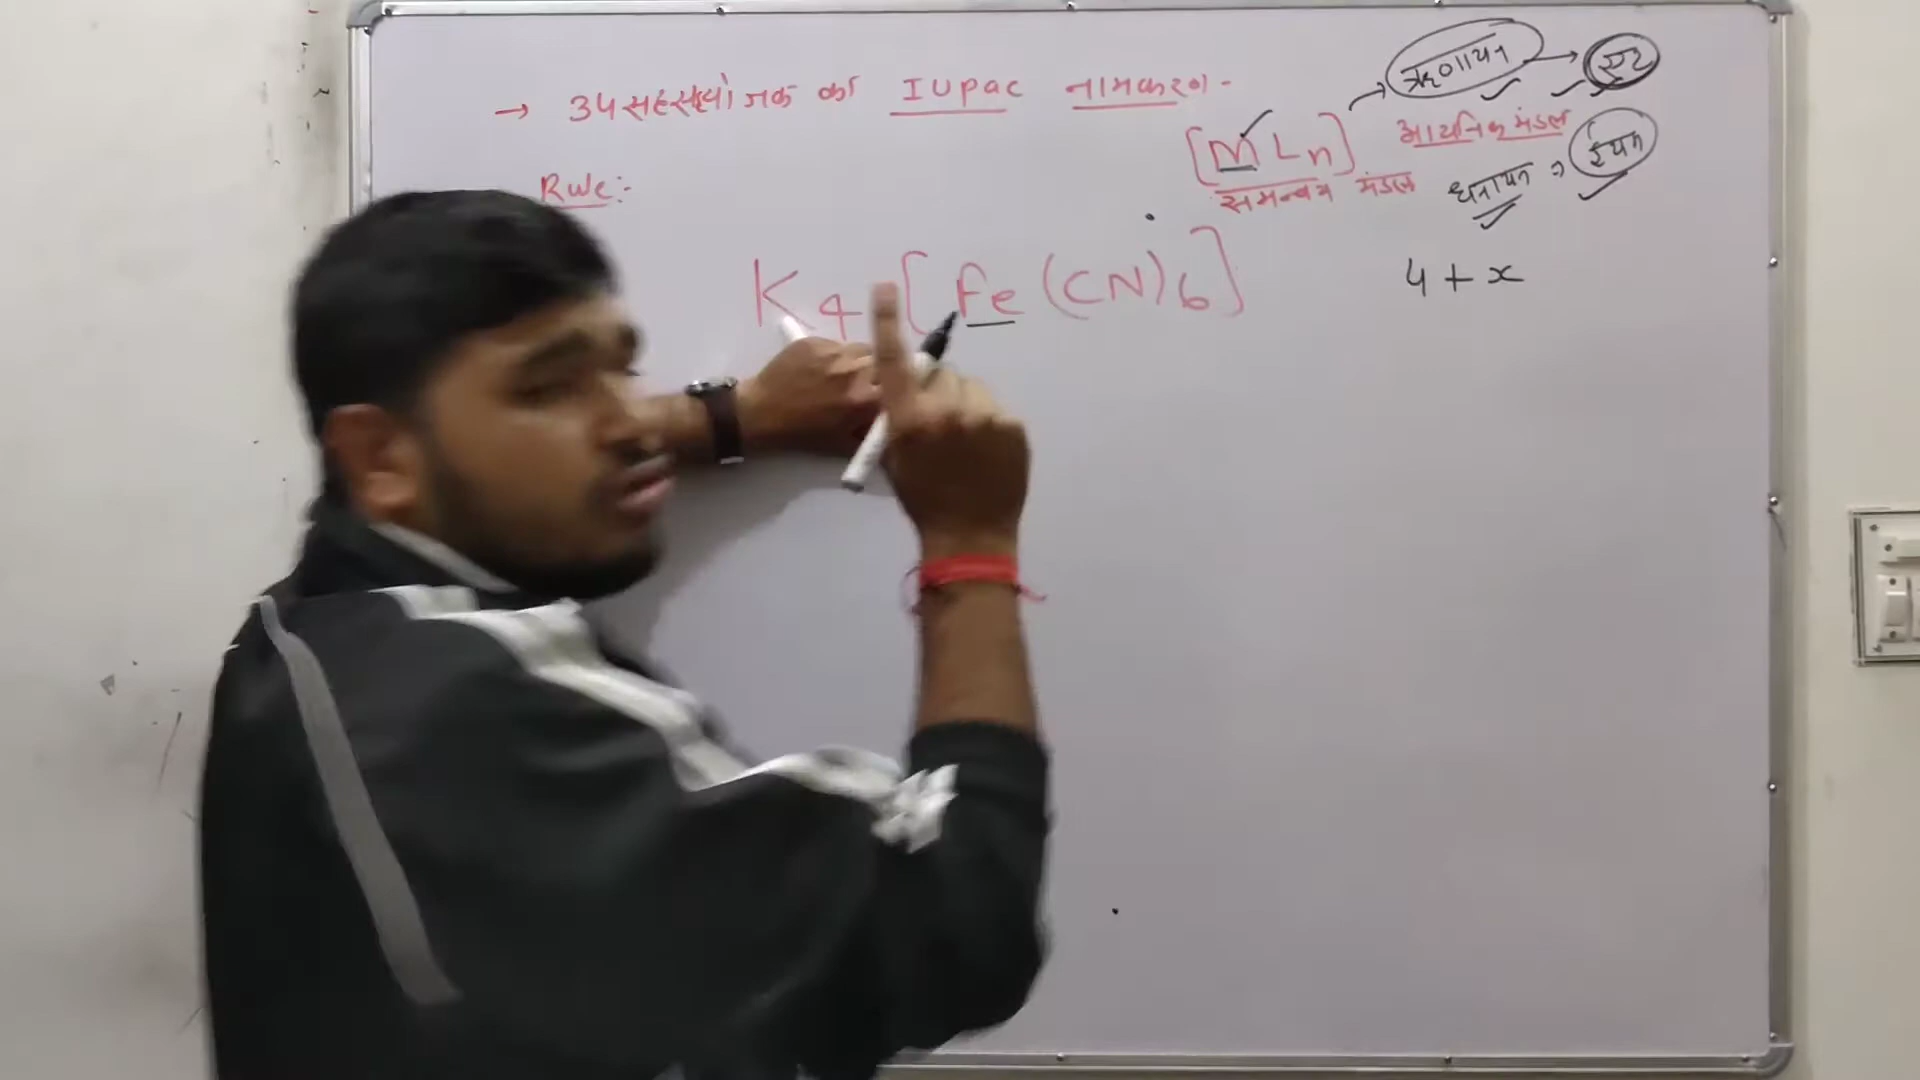 → उपसहसंयोजक का IUPAC नामकरण -
Rule:-
[MLn] → ऋणायन → एट
आयनिक मंडल
समन्वय मंडल
धनायन ⇒ ईयम
K4 [Fe(CN)6]
4 + x